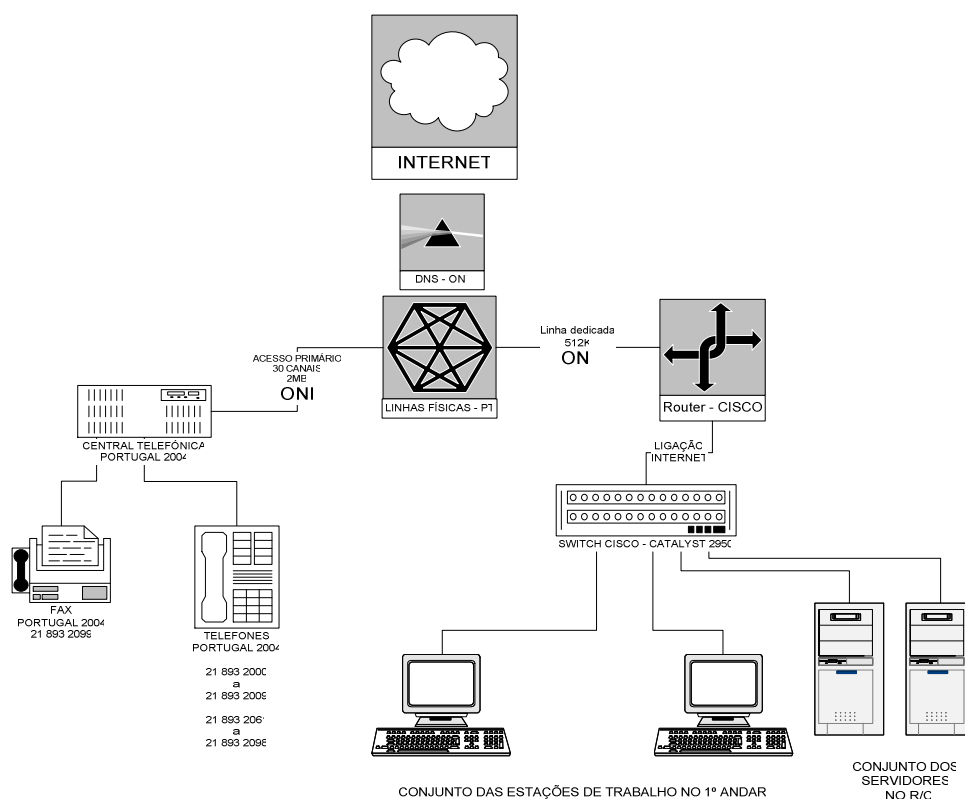 INTERNET
DNS - ON
Linha dedicada
512K
ON
ACESSO PRIMÁRIO
30 CANAIS
2MB
ONI
LINHAS FÍSICAS - PT
Router - CISCO
CENTRAL TELEFÓNICA
PORTUGAL 2004
LIGAÇÃO
INTERNET
SWITCH CISCO - CATALYST 2950
FAX
PORTUGAL 2004
21 893 2099
TELEFONES
PORTUGAL 2004
21 893 2000
a
21 893 2009
21 893 2061
a
21 893 2098
CONJUNTO DAS ESTAÇÕES DE TRABALHO NO 1º ANDAR
CONJUNTO DOS
SERVIDORES
NO R/C